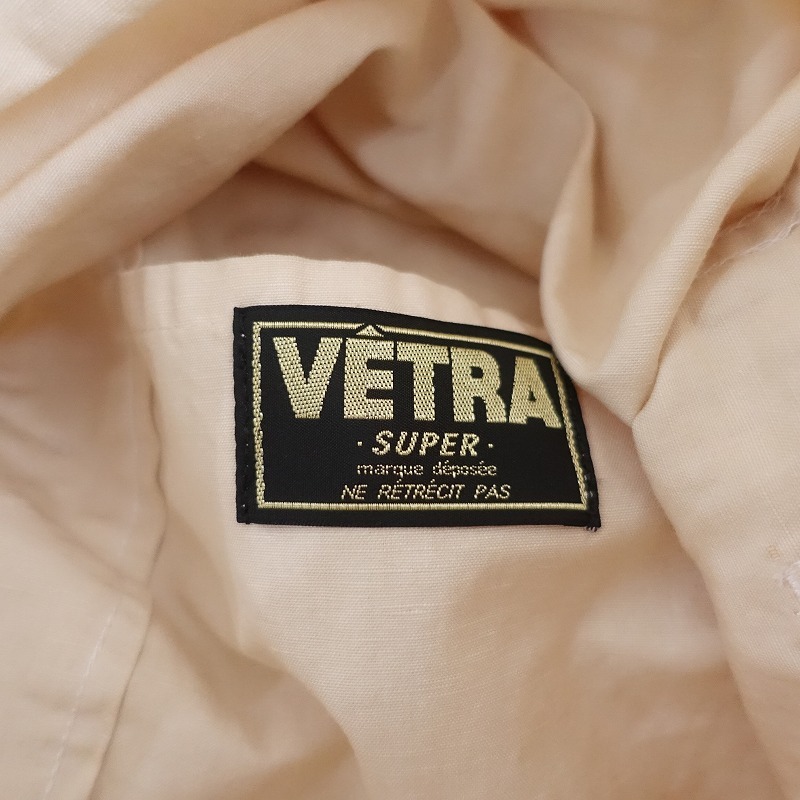 VÊTRA
· SUPER ·
marque déposée
NE RÉTRÉCIT PAS